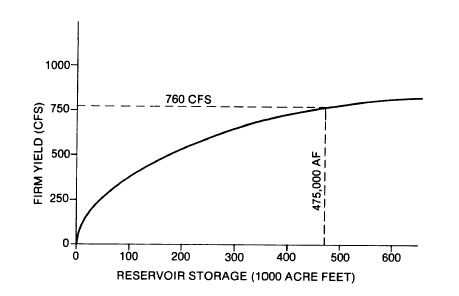 FIRM YIELD (CFS)
1000
750
500
250
0
760 CFS
475,000 AF
0 100 200 300 400 500 600
RESERVOIR STORAGE (1000 ACRE FEET)